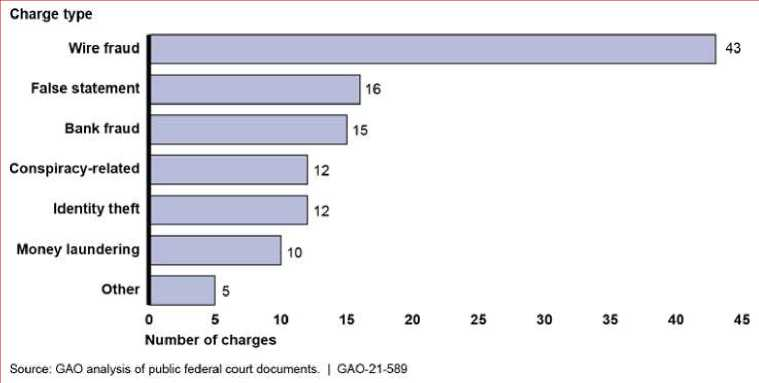 Charge type
Wire fraud 43
False statement 16
Bank fraud 15
Conspiracy-related 12
Identity theft 12
Money laundering 10
Other 5
0 5 10 15 20 25 30 35 40 45
Number of charges
Source: GAO analysis of public federal court documents. | GAO-21-589